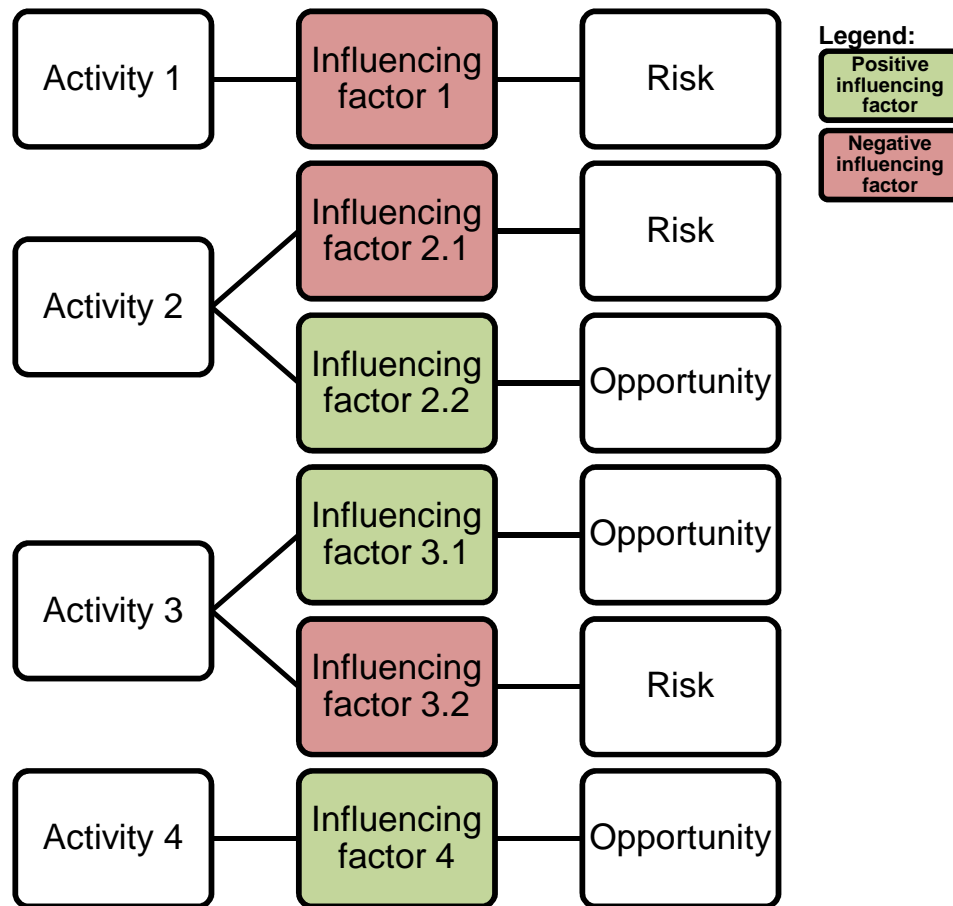 Activity 1
Influencing
factor 1
Risk
Legend:
Positive
influencing
factor
Negative
influencing
factor
Activity 2
Influencing
factor 2.1
Risk
Influencing
factor 2.2
Opportunity
Activity 3
Influencing
factor 3.1
Opportunity
Influencing
factor 3.2
Risk
Activity 4
Influencing
factor 4
Opportunity